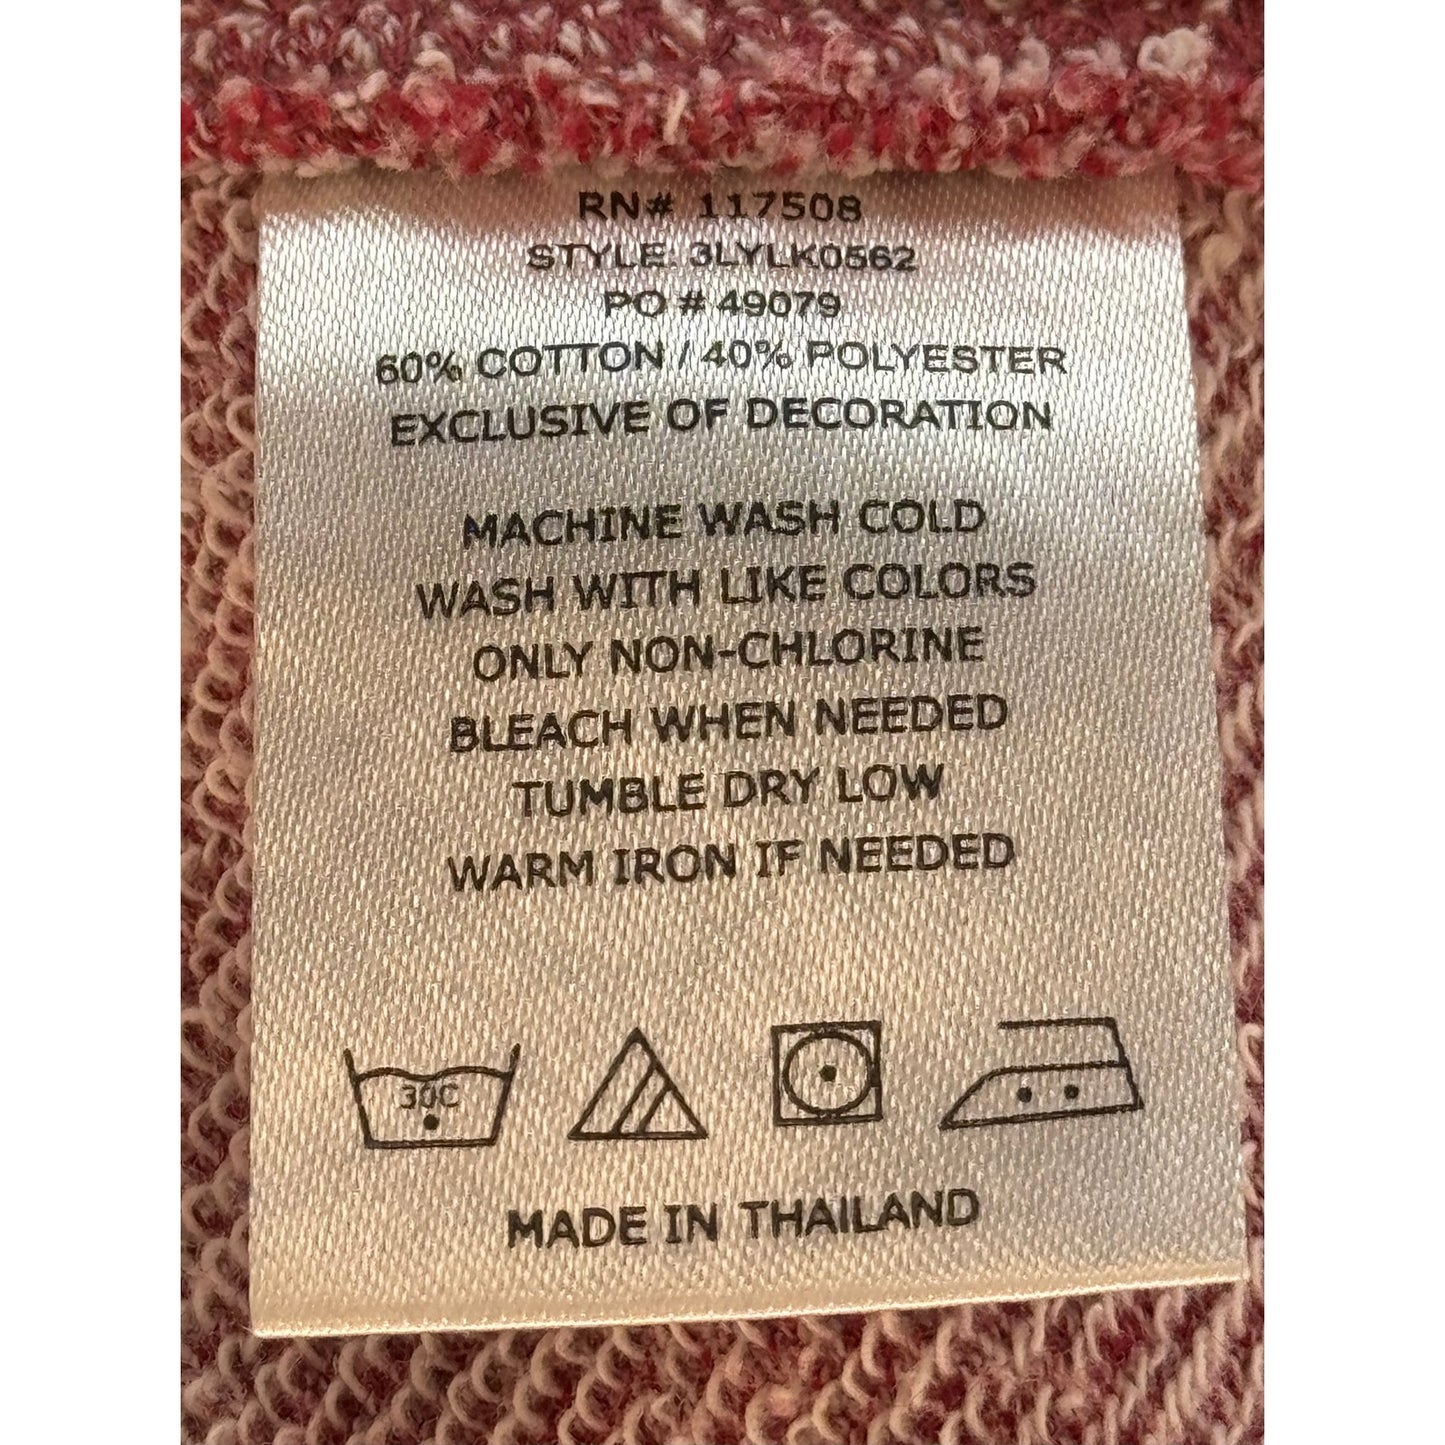 RN# 117508
STYLE: 3LYLK0562
PO # 49079
60% COTTON / 40% POLYESTER
EXCLUSIVE OF DECORATION
MACHINE WASH COLD
WASH WITH LIKE COLORS
ONLY NON-CHLORINE
BLEACH WHEN NEEDED
TUMBLE DRY LOW
WARM IRON IF NEEDED
30C
MADE IN THAILAND